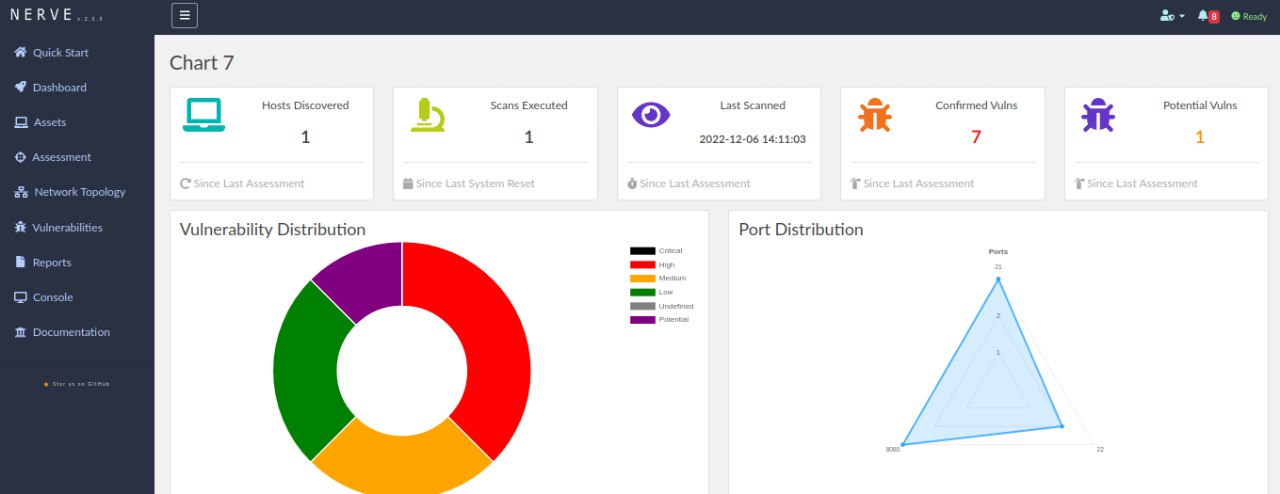 NERVE v.2.5.5
8 Ready
Quick Start
Dashboard
Assets
Assessment
Network Topology
Vulnerabilities
Reports
Console
Documentation
Star us on GitHub
Chart 7
Hosts Discovered
1
Since Last Assessment
Scans Executed
1
Since Last System Reset
Last Scanned
2022-12-06 14:11:03
Since Last Assessment
Confirmed Vulns
7
Since Last Assessment
Potential Vulns
1
Since Last Assessment
Vulnerability Distribution
Critical
High
Medium
Low
Undefined
Potential
Port Distribution
Ports
21
2
1
8080
22